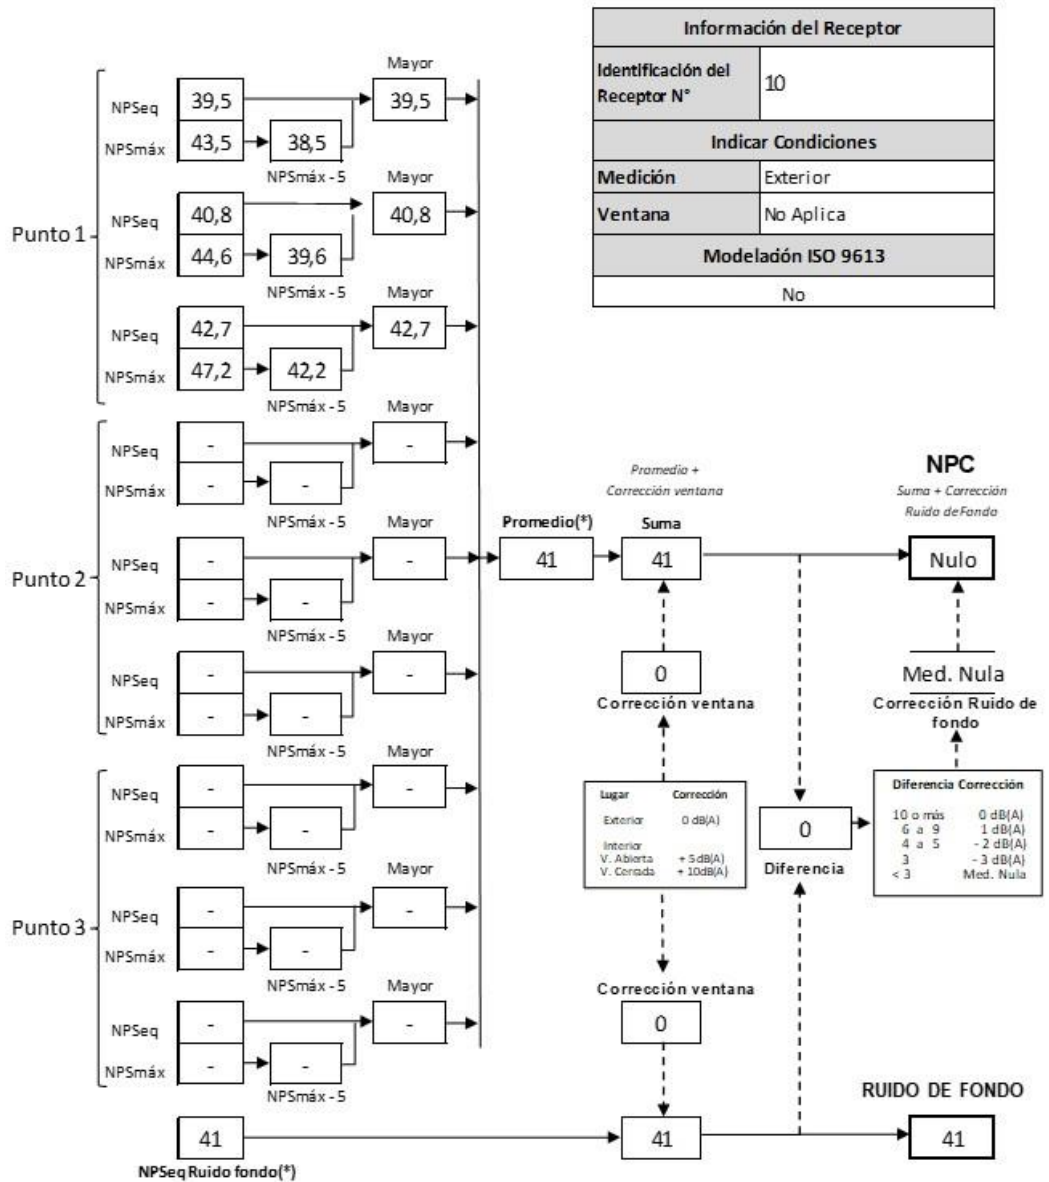 Información del Receptor
Identificación del Receptor N° 10
Indicar Condiciones
Medición Exterior
Ventana No Aplica
Modelación ISO 9613
No
Punto 1
Mayor
NPSeq 39,5 39,5
NPSmáx 43,5 38,5
NPSmáx - 5
Mayor
NPSeq 40,8 40,8
NPSmáx 44,6 39,6
NPSmáx - 5
Mayor
NPSeq 42,7 42,7
NPSmáx 47,2 42,2
NPSmáx - 5
Punto 2
Mayor
NPSeq - -
NPSmáx - -
NPSmáx - 5
Mayor
NPSeq - -
NPSmáx - -
NPSmáx - 5
Mayor
NPSeq - -
NPSmáx - -
NPSmáx - 5
Punto 3
Mayor
NPSeq - -
NPSmáx - -
NPSmáx - 5
Mayor
NPSeq - -
NPSmáx - -
NPSmáx - 5
Mayor
NPSeq - -
NPSmáx - -
NPSmáx - 5
Promedio(*)
41
Promedio +
Corrección ventana
Suma
41
0
Corrección ventana
Lugar Corrección
Exterior 0 dB(A)
Interior
V. Abierta + 5dB(A)
V. Cerrada + 10dB(A)
Corrección ventana
0
NPC
Suma + Corrección
Ruido de Fondo
Nulo
Med. Nula
Corrección Ruido de
fondo
0
Diferencia
Diferencia Corrección
10 o más 0 dB(A)
6 a 9 1 dB(A)
4 a 5 - 2 dB(A)
3 - 3 dB(A)
< 3 Med. Nula
RUIDO DE FONDO
41 41 41
NPSeq Ruido fondo(*)